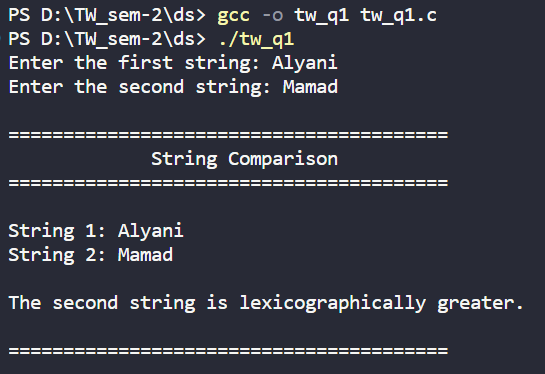 PS D:\TW_sem-2\ds> gcc -o tw_q1 tw_q1.c
PS D:\TW_sem-2\ds> ./tw_q1
Enter the first string: Alyani
Enter the second string: Mamad
========================================
String Comparison
========================================
String 1: Alyani
String 2: Mamad
The second string is lexicographically greater.
========================================